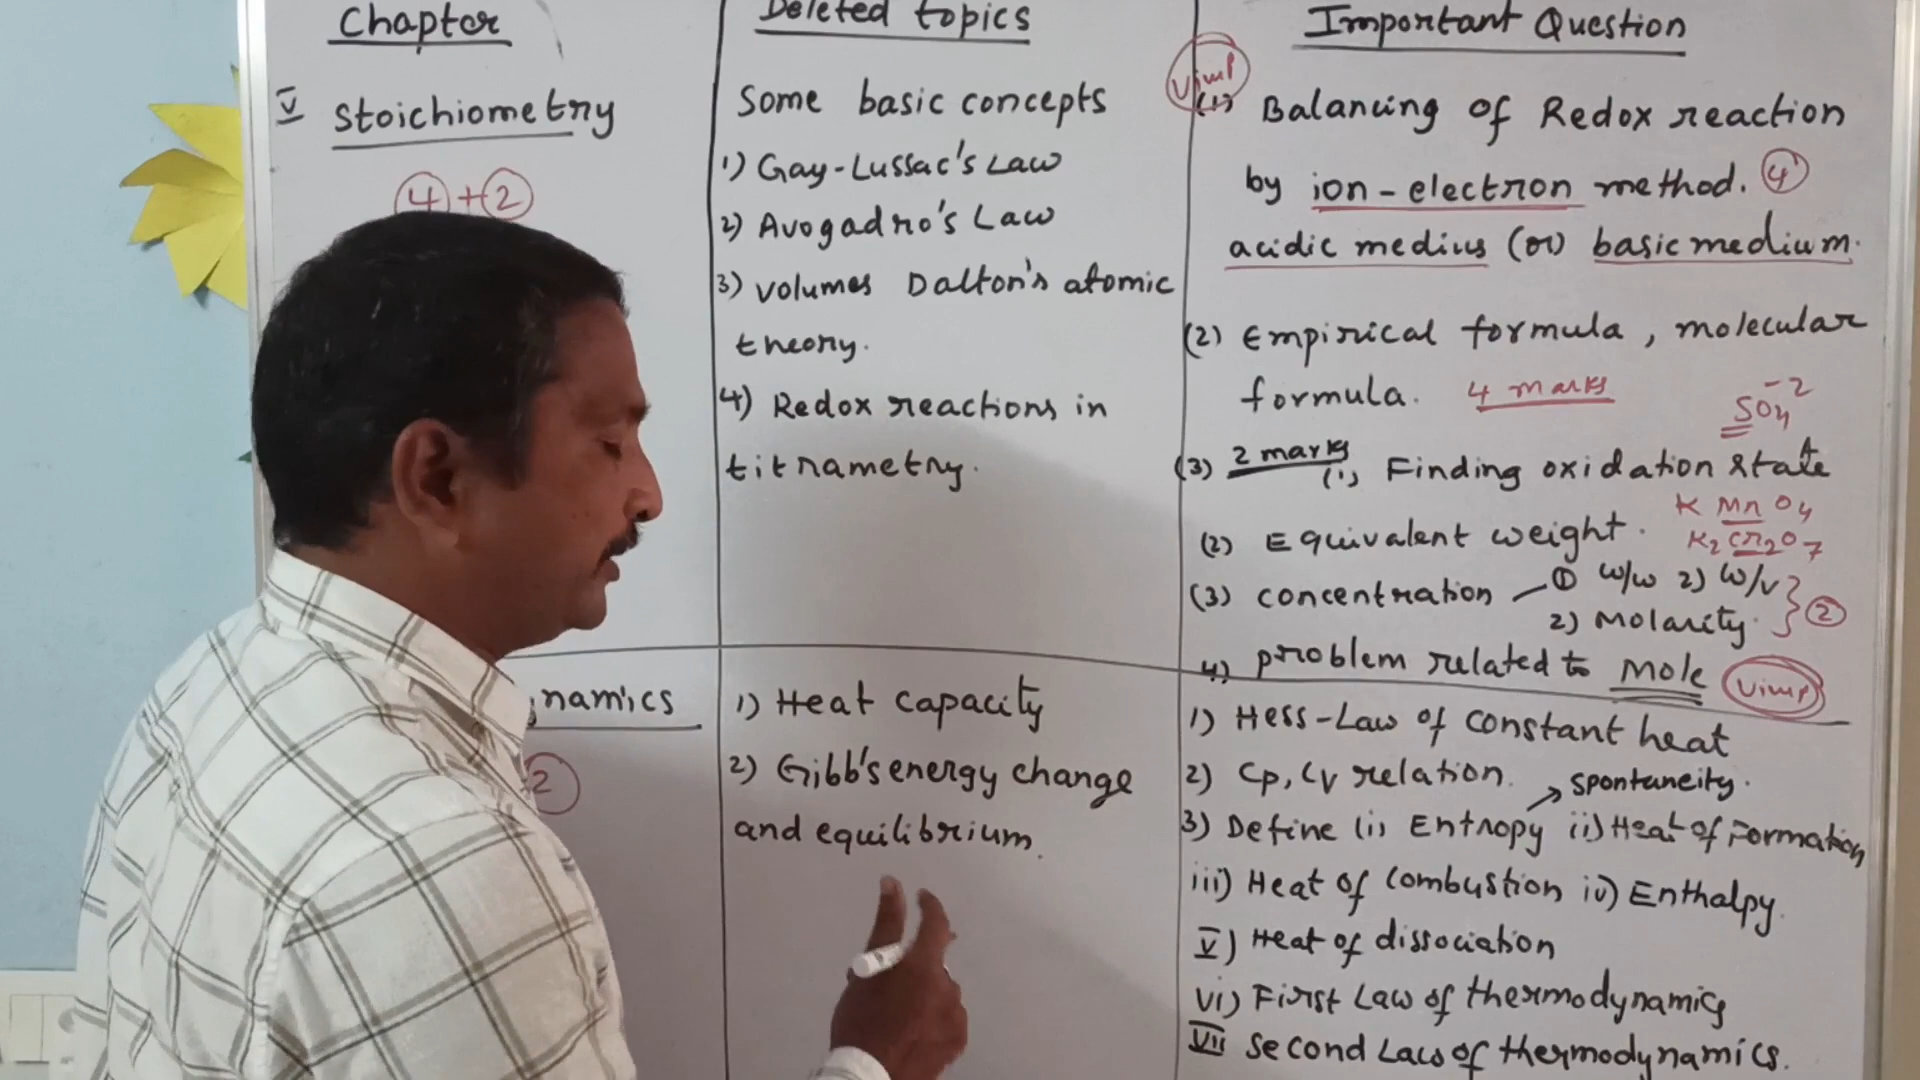 Chapter
Deleted topics
Important Question
V Stoichiometry
4 + 2
Some basic concepts
1) Gay-Lussac's Law
2) Avogadro's Law
3) volumes Dalton's atomic
theory.
4) Redox reactions in
titrametry.
Vimp
(1) Balancing of Redox reaction
by ion-electron method. 4
acidic medium (or) basic medium.
(2) Empirical formula, molecular
formula. 4 marks
SO4 -2
(3) 2 marks (1) Finding oxidation state
K Mn O4
(2) Equivalent weight. K2 Cr2O7
(3) concentration – ① w/w 2) w/v
2) Molarity. } 2
4) problem related to Mole Vimp
namics
2
1) Heat capacity
2) Gibb's energy change
and equilibrium.
1) Hess-Law of constant heat
2) Cp, Cv relation.
→ spontaneity.
3) Define (i) Entropy ii) Heat of Formation
iii) Heat of combustion iv) Enthalpy.
V) Heat of dissociation
vi) First Law of thermodynamics
VII Second Law of thermodynamics.